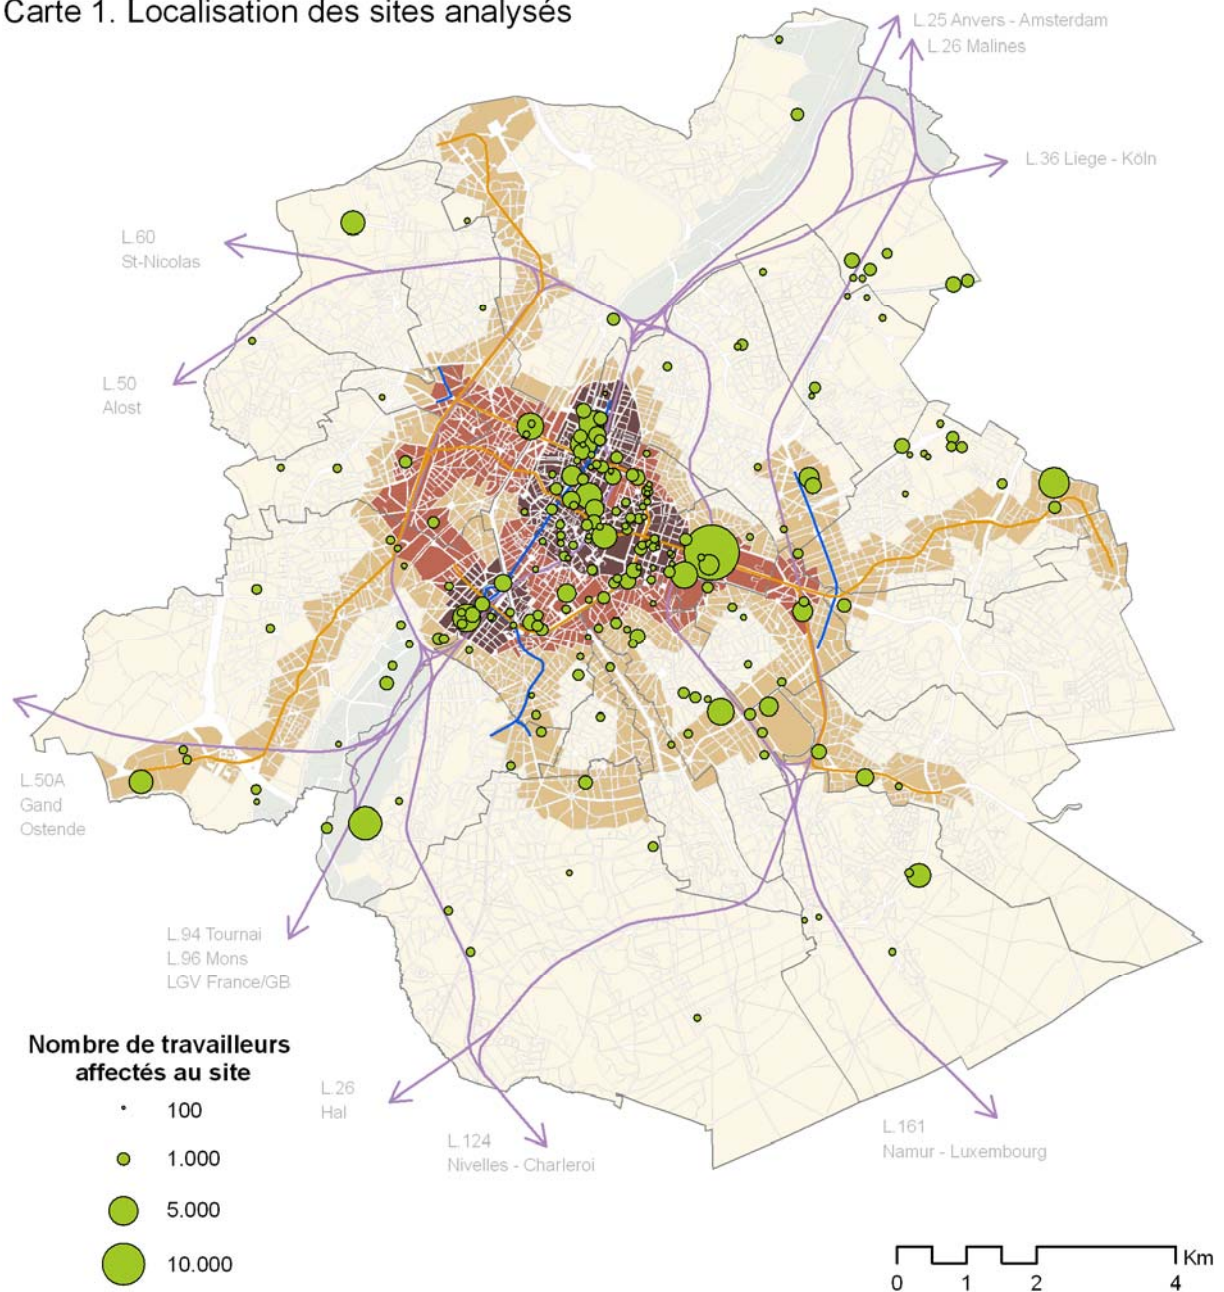 Carte 1. Localisation des sites analysés
L.25 Anvers - Amsterdam
L.26 Malines
L.36 Liege - Köln
L.60
St-Nicolas
L.50
Alost
L.50A
Gand
Ostende
L.94 Tournai
L.96 Mons
LGV France/GB
Nombre de travailleurs
affectés au site
100
1.000
5.000
10.000
L.26
Hal
L.124
Nivelles - Charleroi
L.161
Namur - Luxembourg
Km
0 1 2 4